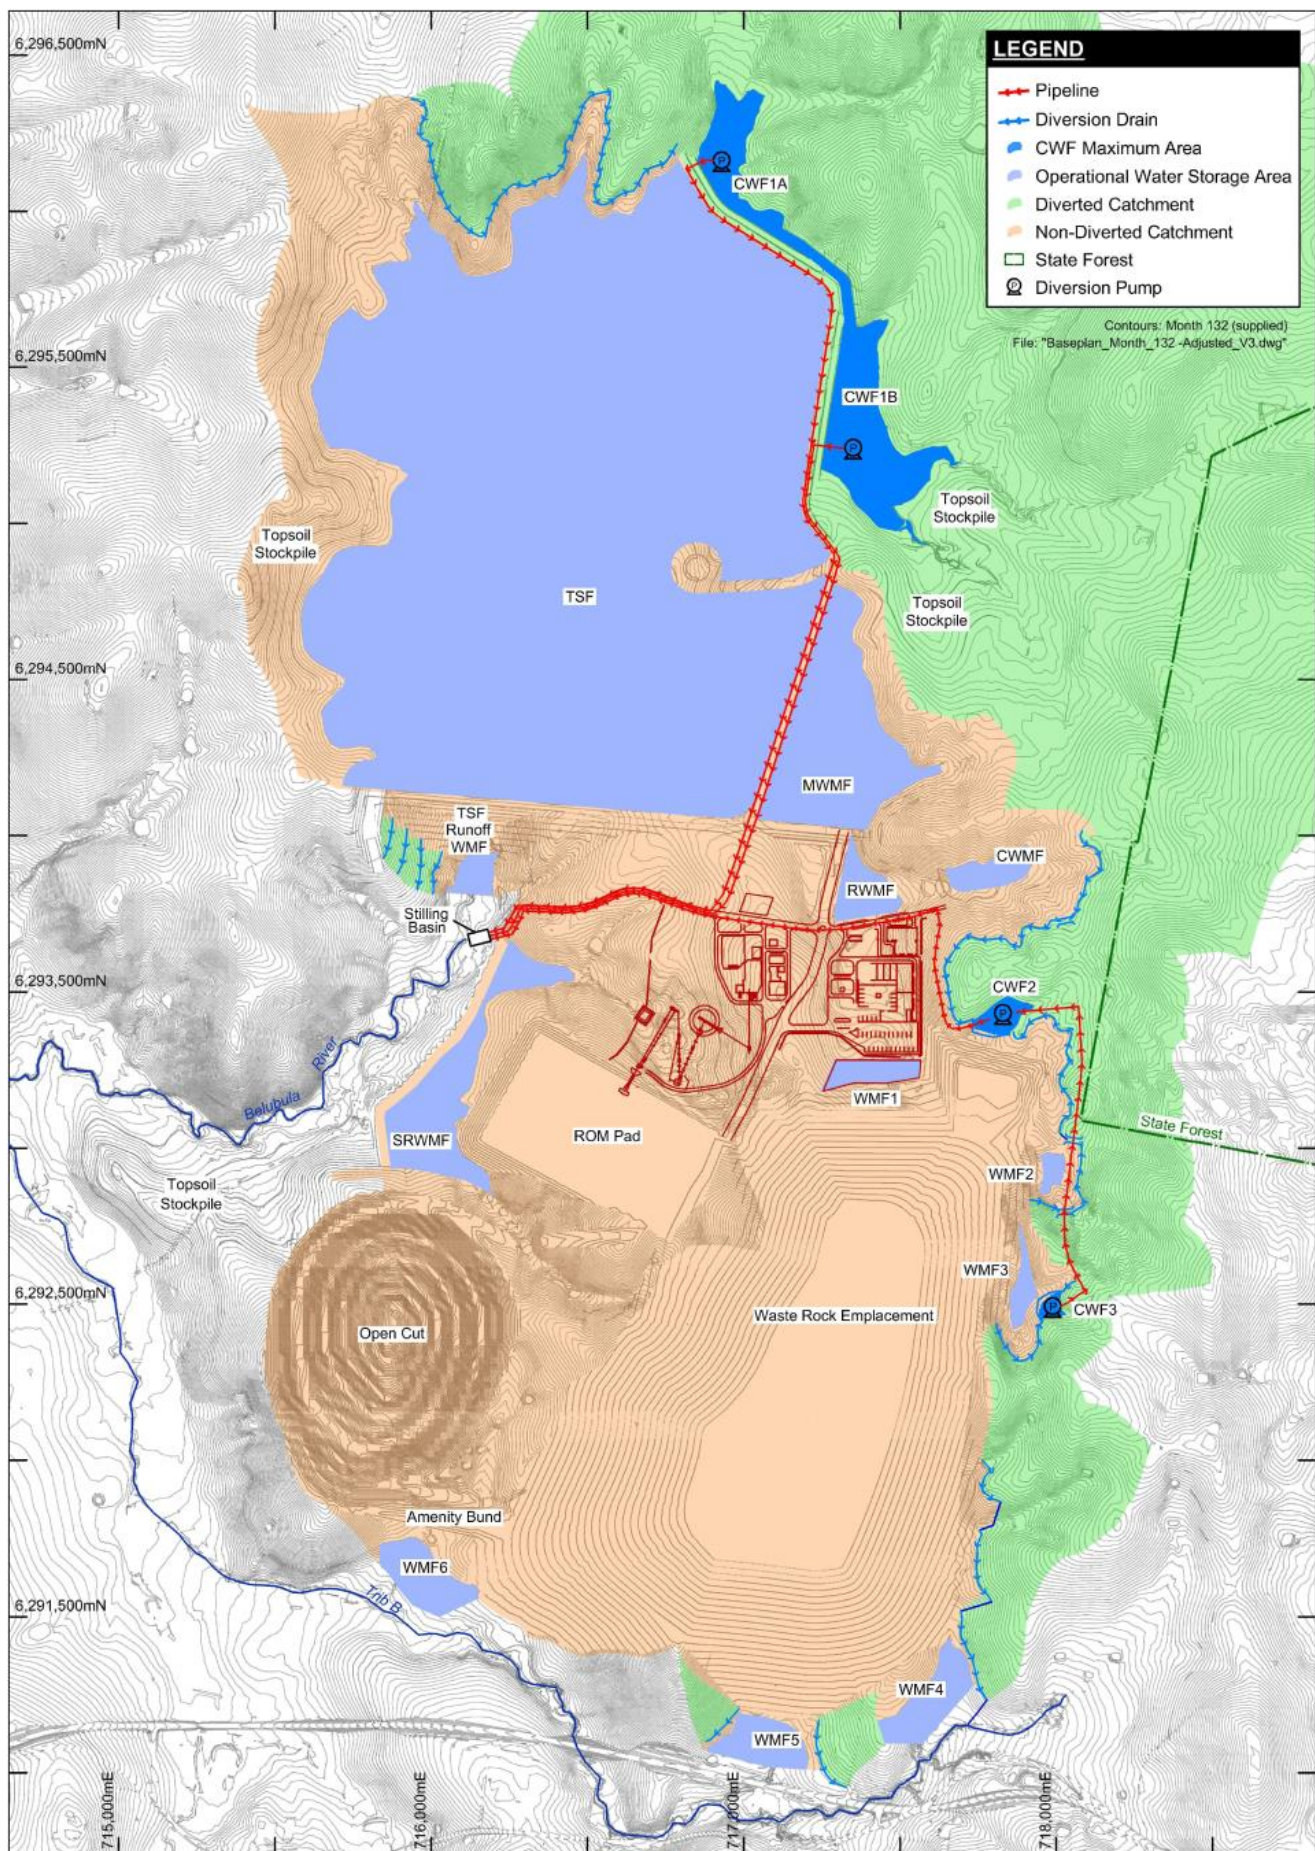 6,296,500mN
LEGEND
Pipeline
Diversion Drain
CWF Maximum Area
Operational Water Storage Area
Diverted Catchment
Non-Diverted Catchment
State Forest
P
Diversion Pump
Contours: Month 132 (supplied)
File: "Baseplan_Month_132 -Adjusted_V3.dwg"
P
CWF1A
6,295,500mN
CWF1B
P
Topsoil
Stockpile
Topsoil
Stockpile
TSF
Topsoil
Stockpile
6,294,500mN
MWMF
TSF
Runoff
WMF
CWMF
RWMF
Stilling
Basin
6,293,500mN
CWF2
P
Belubula River
WMF1
SRWMF
ROM Pad
State Forest
WMF2
Topsoil
Stockpile
WMF3
6,292,500mN
P
CWF3
Waste Rock Emplacement
Open Cut
Amenity Bund
WMF6
Trib B
6,291,500mN
WMF4
WMF5
715,000mE
716,000mE
717,000mE
718,000mE